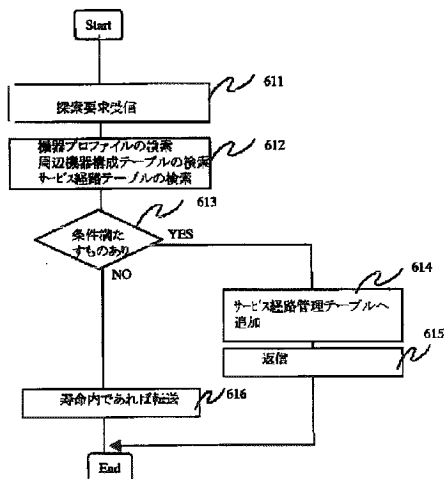 Start
611
探索要求受信
機器プロファイルの検索
周辺機器構成テーブルの検索
サービス経路テーブルの検索
612
613
条件満た
すものあり
YES
NO
614
サービス経路管理テーブルへ
追加
615
返信
寿命内であれば転送
616
End